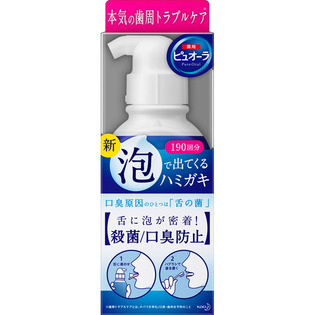 本気の歯周トラブルケア
薬用
ピュオーラ
PureOral
190回分
新
泡で出てくる
ハミガキ
口臭原因のひとつは「舌の菌」
舌に泡が密着!
殺菌/口臭防止
1
2